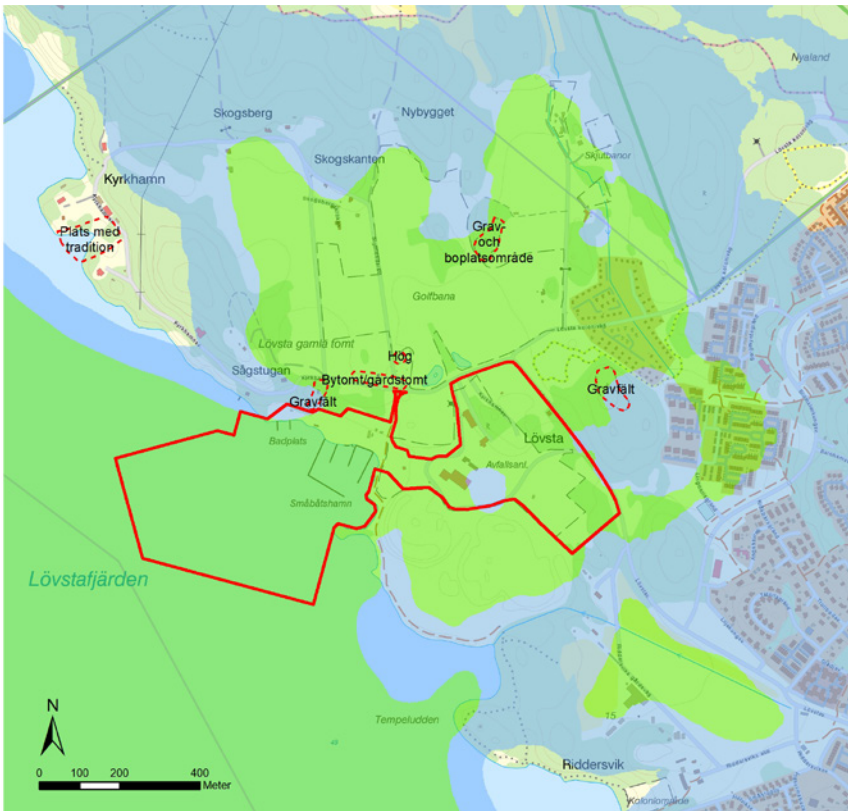 Nyaland
Skogsberg
Nybygget
Skogskanten
Skjutbanor
Kyrkhamn
Plats med
tradition
Grav-
och
boplatsområde
Golfbana
Lövsta gamla tomt
Hög
Sågstugan
Bytomt/gårdstomt
Gravfält
Gravfält
Lövsta
Badplats
Avfallsanl.
Småbåtshamn
Lövstafjärden
N
Tempeludden
15
Riddersvik
0 100 200 400
Meter
Koloniområde